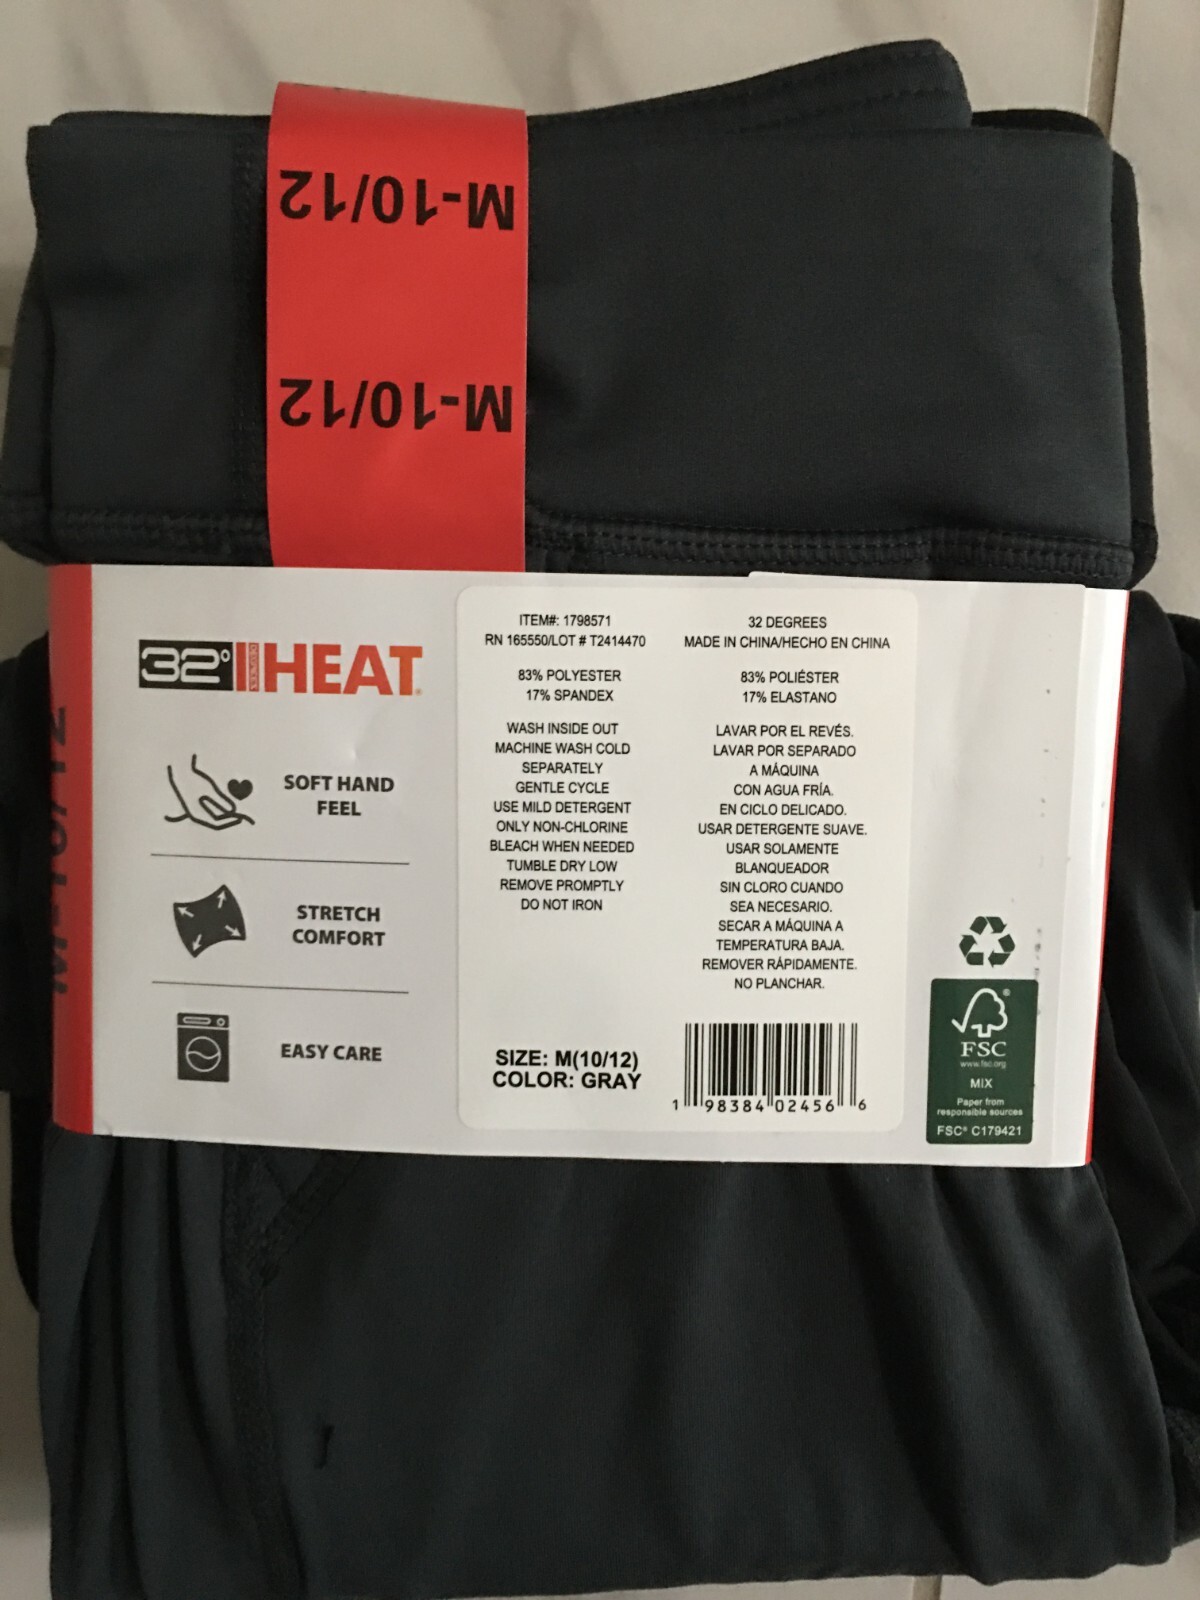 M-10/12
M-10/12
M-10/12
32° DEGREES HEAT
SOFT HAND
FEEL
STRETCH
COMFORT
EASY CARE
ITEM#: 1798571
RN 165550/LOT # T2414470
83% POLYESTER
17% SPANDEX
WASH INSIDE OUT
MACHINE WASH COLD
SEPARATELY
GENTLE CYCLE
USE MILD DETERGENT
ONLY NON-CHLORINE
BLEACH WHEN NEEDED
TUMBLE DRY LOW
REMOVE PROMPTLY
DO NOT IRON
32 DEGREES
MADE IN CHINA/HECHO EN CHINA
83% POLIÉSTER
17% ELASTANO
LAVAR POR EL REVÉS.
LAVAR POR SEPARADO
A MÁQUINA
CON AGUA FRÍA.
EN CICLO DELICADO.
USAR DETERGENTE SUAVE.
USAR SOLAMENTE
BLANQUEADOR
SIN CLORO CUANDO
SEA NECESARIO.
SECAR A MÁQUINA A
TEMPERATURA BAJA.
REMOVER RÁPIDAMENTE.
NO PLANCHAR.
SIZE: M(10/12)
COLOR: GRAY
1 98384 02456 6
®
FSC
www.fsc.org
MIX
Paper from
responsible sources
FSC® C179421